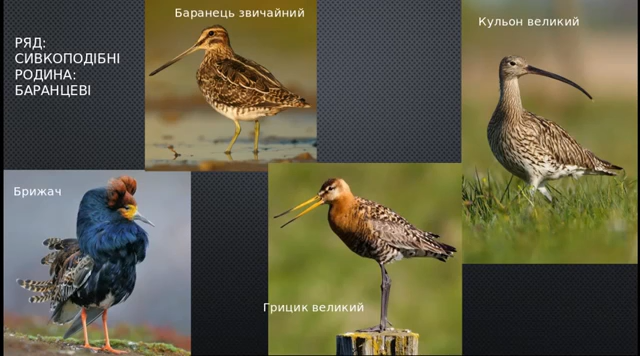 РЯД:
СИВКОПОДІБНІ
РОДИНА:
БАРАНЦЕВІ
Баранець звичайний
Кульон великий
Брижач
Грицик великий